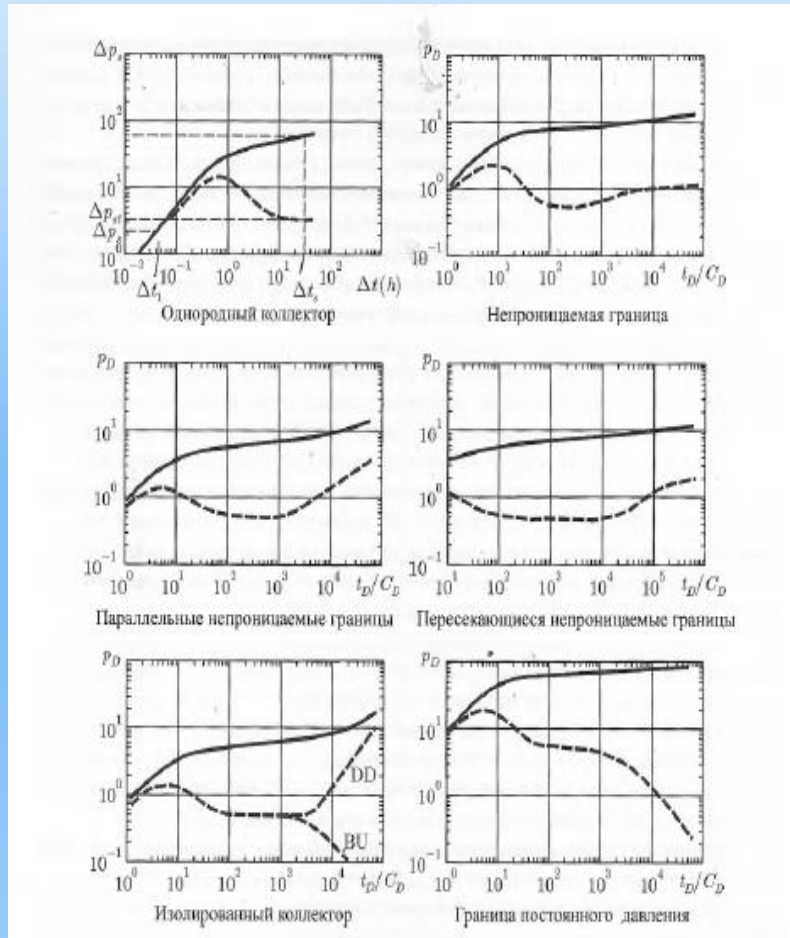 Δp_s
10²
10¹
Δp_st
10⁰
10⁻³ 10⁻¹ 10⁰ 10¹ 10²
Δt₁ Δt_s Δt(h)
Однородный коллектор
p_D
10¹
10⁰
10⁻¹
10⁰ 10¹ 10² 10³ 10⁴ t_D/C_D
Непроницаемая граница
p_D
10¹
10⁰
10⁻¹
10⁰ 10¹ 10² 10³ 10⁴ t_D/C_D
Параллельные непроницаемые границы
p_D
10¹
10⁰
10⁻¹
10¹ 10² 10³ 10⁴ 10⁵ t_D/C_D
Пересекающиеся непроницаемые границы
p_D
10¹
10⁰
10⁻¹
DD
BU
10⁰ 10¹ 10² 10³ 10⁴ t_D/C_D
Изолированный коллектор
p_D
10¹
10⁰
10⁻¹
10⁰ 10¹ 10² 10³ 10⁴ t_D/C_D
Граница постоянного давления